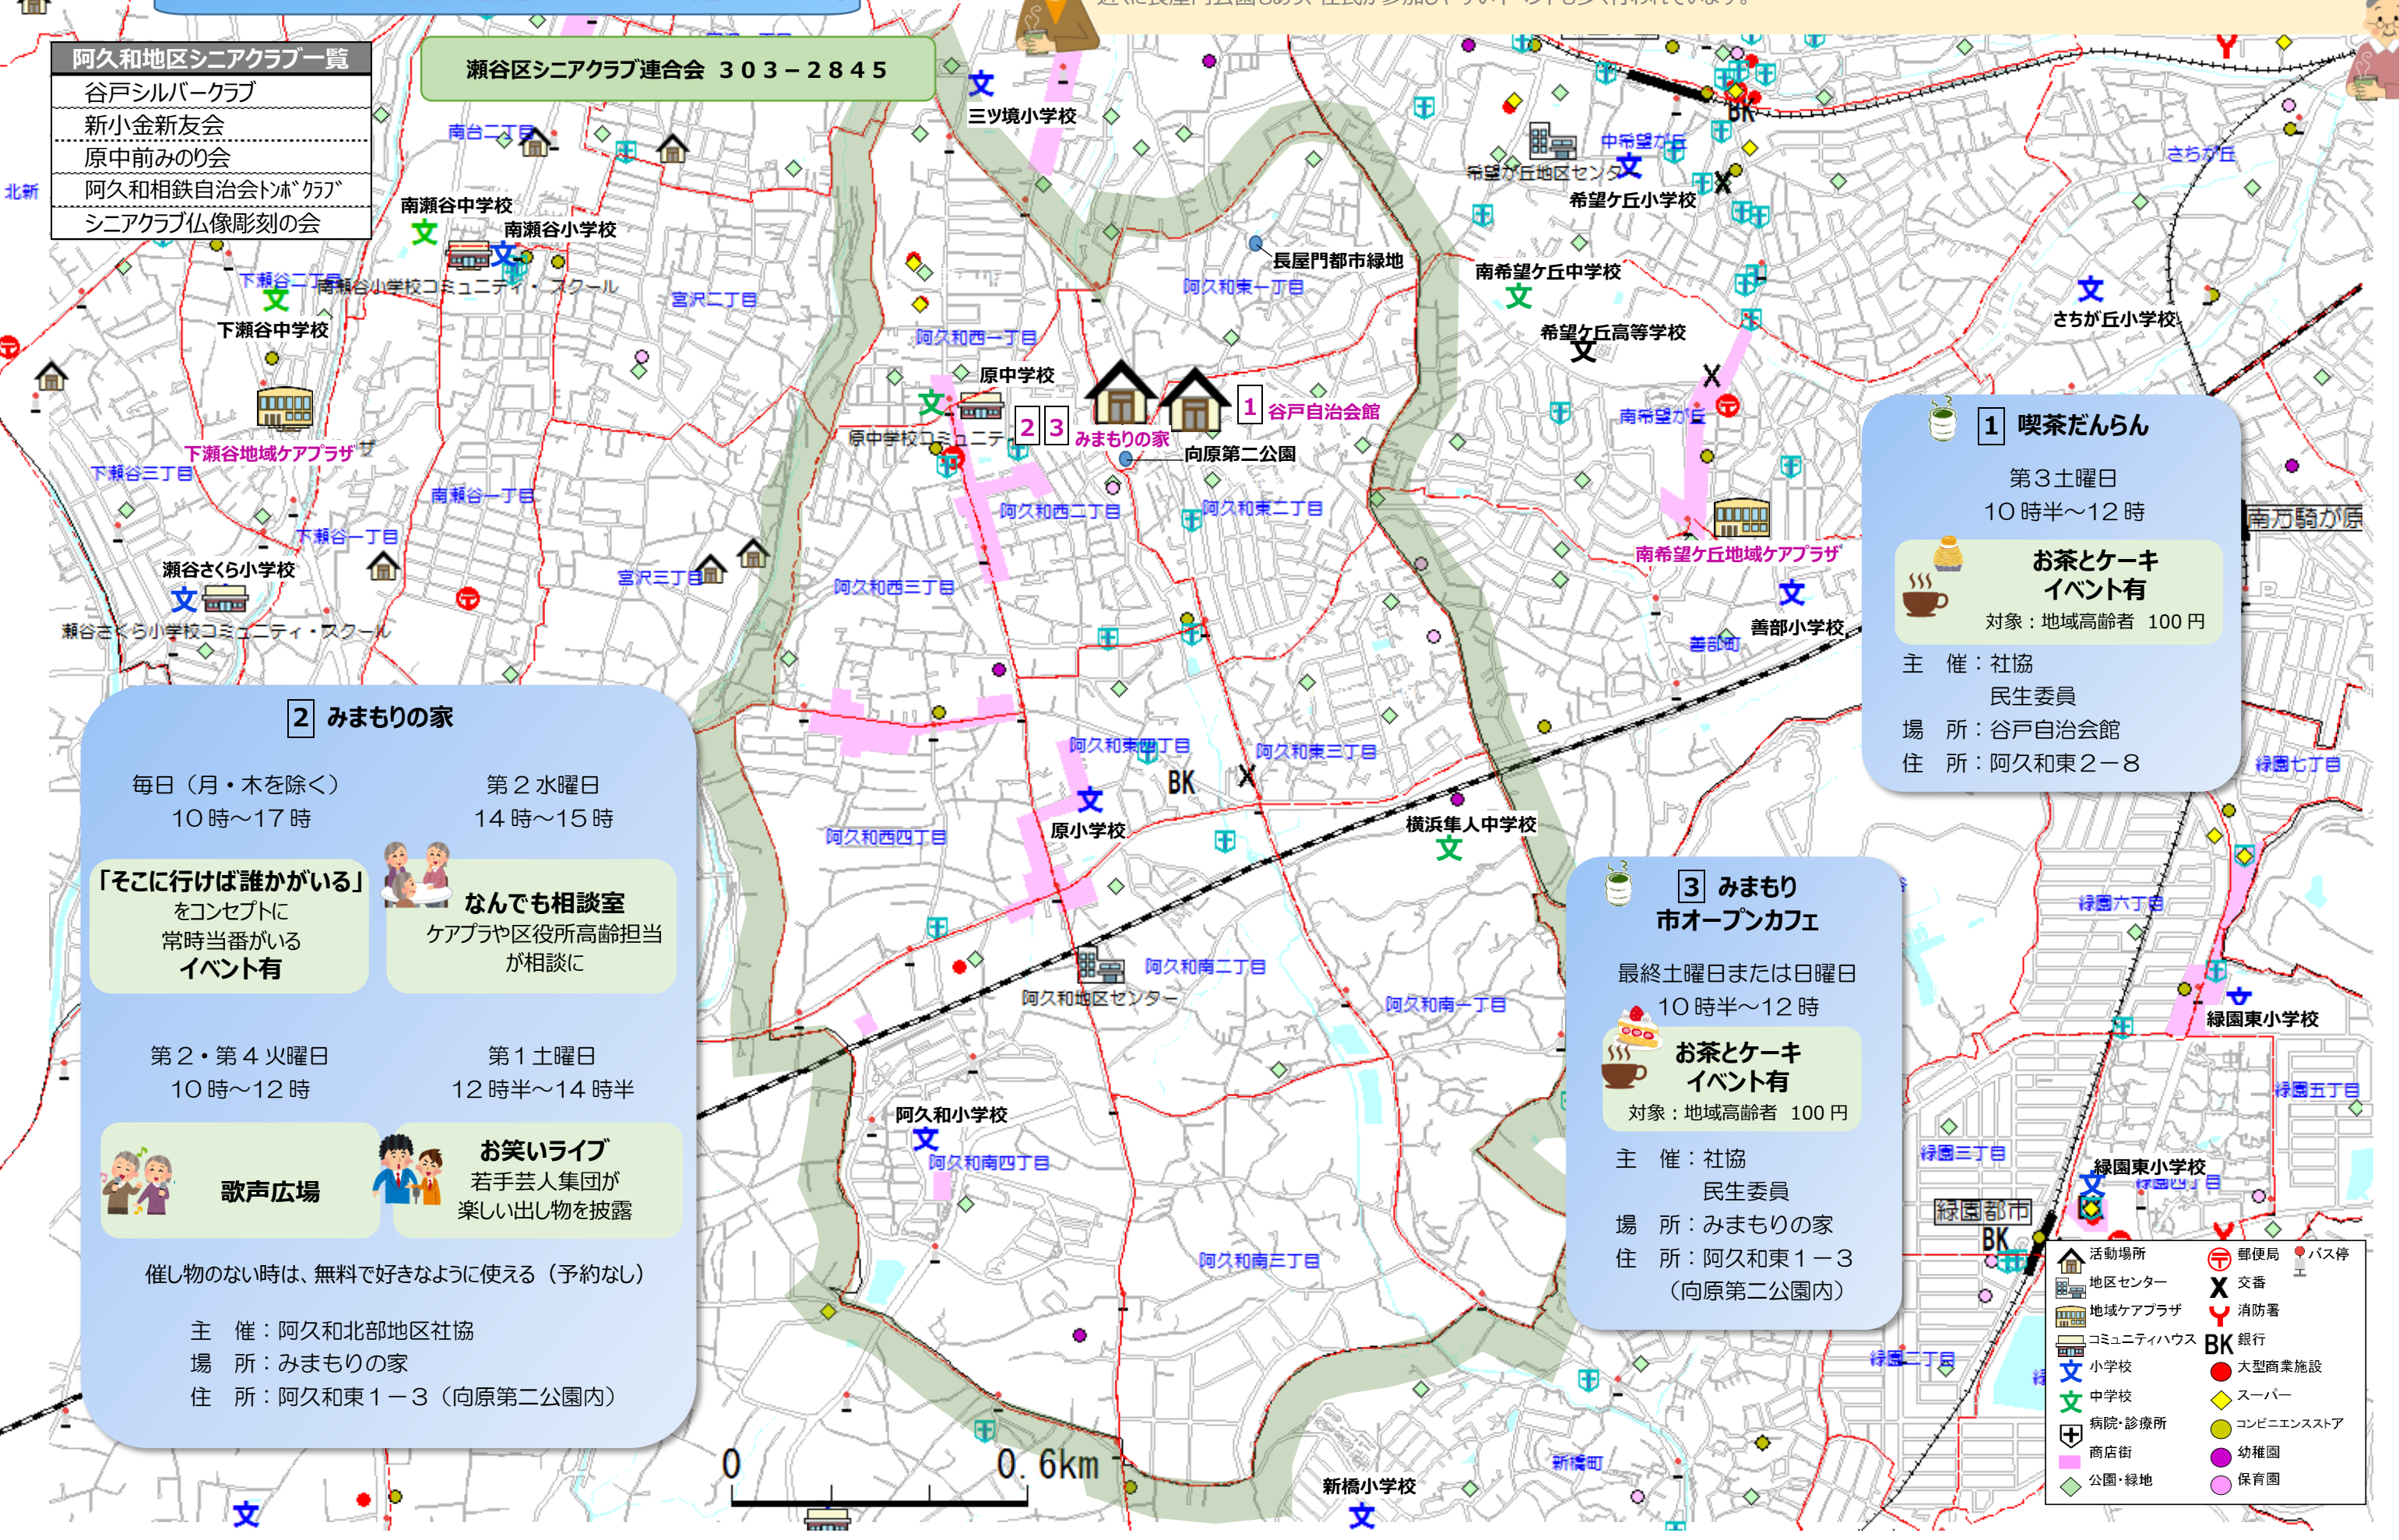 阿久和地区シニアクラブ一覧
谷戸シルバークラブ
新小金新友会
原中前みのり会
阿久和相鉄自治会トンボクラブ
シニアクラブ仏像彫刻の会
瀬谷区シニアクラブ連合会 303-2845
三ツ境小学校
南台二丁目
北新
南瀬谷中学校
南瀬谷小学校
下瀬谷二丁目
南瀬谷小学校コミュニティ・スクール
宮沢二丁目
下瀬谷中学校
下瀬谷地域ケアプラザ
下瀬谷三丁目
南瀬谷一丁目
下瀬谷一丁目
瀬谷さくら小学校
瀬谷さくら小学校コミュニティ・スクール
宮沢三丁目
長屋門都市緑地
阿久和東一丁目
阿久和西一丁目
原中学校
原中学校コミュニテ
2 3
みまもりの家
1 谷戸自治会館
向原第二公園
阿久和西二丁目
阿久和東二丁目
阿久和西三丁目
BK
中希望が丘
希望が丘地区センタ
希望ケ丘小学校
さちが丘
南希望ケ丘中学校
希望ケ丘高等学校
さちが丘小学校
南希望が丘
南希望ケ丘地域ケアプラザ
善部小学校
善部町
南万騎が原
1 喫茶だんらん
第3土曜日
10時半～12時
お茶とケーキ
イベント有
対象：地域高齢者 100円
主 催：社協
民生委員
場 所：谷戸自治会館
住 所：阿久和東2－8
緑園七丁目
2 みまもりの家
毎日（月・木を除く）
10時～17時
「そこに行けば誰かがいる」
をコンセプトに
常時当番がいる
イベント有
第2水曜日
14時～15時
なんでも相談室
ケアプラや区役所高齢担当
が相談に
第2・第4火曜日
10時～12時
歌声広場
第1土曜日
12時半～14時半
お笑いライブ
若手芸人集団が
楽しい出し物を披露
催し物のない時は、無料で好きなように使える（予約なし）
主 催：阿久和北部地区社協
場 所：みまもりの家
住 所：阿久和東1－3（向原第二公園内）
阿久和東四丁目
阿久和東三丁目
BK
原小学校
阿久和西四丁目
横浜隼人中学校
阿久和南二丁目
阿久和地区センター
阿久和南一丁目
阿久和小学校
阿久和南四丁目
阿久和南三丁目
3 みまもり
市オープンカフェ
最終土曜日または日曜日
10時半～12時
お茶とケーキ
イベント有
対象：地域高齢者 100円
主 催：社協
民生委員
場 所：みまもりの家
住 所：阿久和東1－3
（向原第二公園内）
緑園六丁目
緑園東小学校
緑園五丁目
緑園三丁目
緑園東小学校
緑園四丁目
緑園都市
BK
緑園二丁目
新橋町
新橋小学校
0 0.6km
活動場所
地区センター
地域ケアプラザ
コミュニティハウス
小学校
中学校
病院・診療所
商店街
公園・緑地
郵便局
バス停
交番
消防署
BK 銀行
大型商業施設
スーパー
コンビニエンスストア
幼稚園
保育園